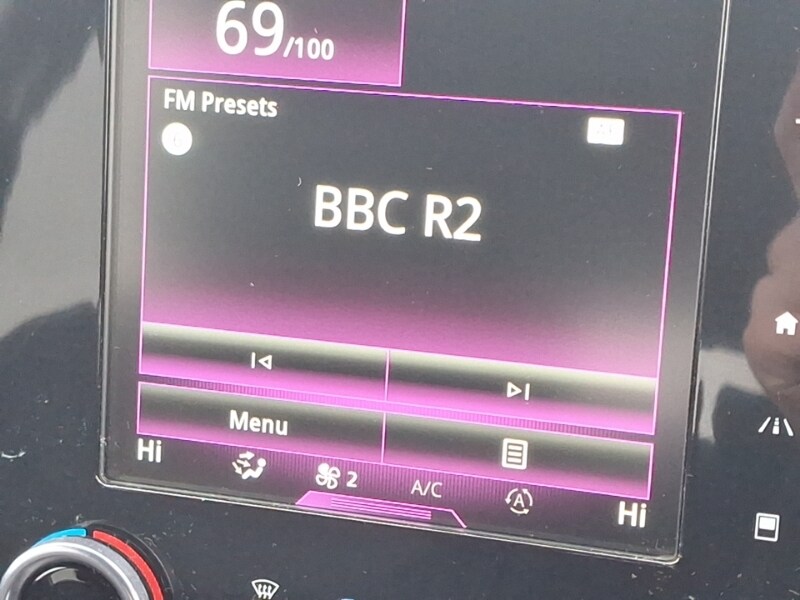 69/100
FM Presets
BBC R2
Menu
Hi
2
A/C
A
Hi